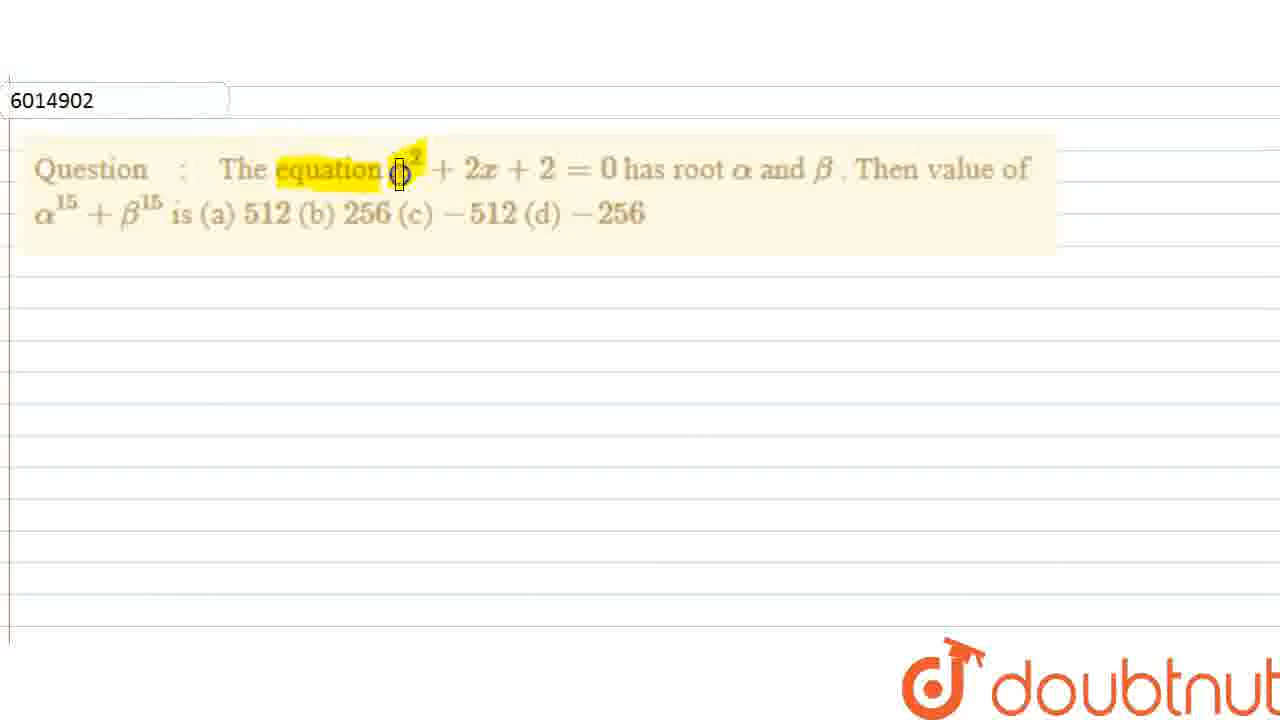 6014902
Question : The equation x² + 2x + 2 = 0 has root α and β . Then value of
α¹⁵ + β¹⁵ is (a) 512 (b) 256 (c) −512 (d) −256
doubtnut